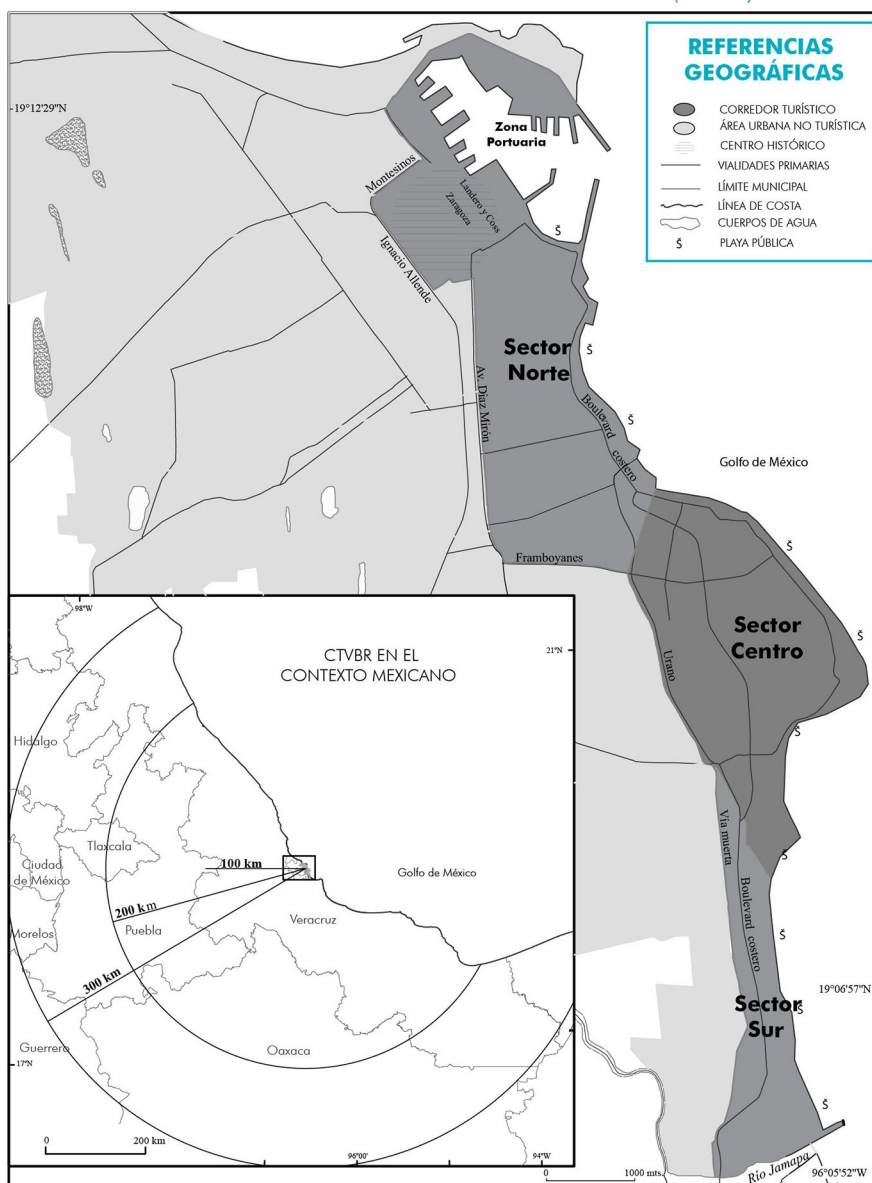 REFERENCIAS
GEOGRÁFICAS
CORREDOR TURÍSTICO
ÁREA URBANA NO TURÍSTICA
CENTRO HISTÓRICO
VIALIDADES PRIMARIAS
LÍMITE MUNICIPAL
LÍNEA DE COSTA
CUERPOS DE AGUA
Š PLAYA PÚBLICA
19°12'29"N
Zona
Portuaria
Montesinos
Landero y Coss
Zaragoza
Ignacio Allende
Š
Sector
Norte
Š
Av. Díaz Mirón
Boulevard costero
Š
Golfo de México
Framboyanes
Š
Sector
Centro
Š
Urano
Š
Vía muerta
Š
Boulevard costero
Š
19°06'57"N
Sector
Sur
Š
Š
Río Jamapa
96°05'52"W
0 1000 mts.
98°W
CTVBR EN EL
CONTEXTO MEXICANO
21°N
Hidalgo
Tlaxcala
Ciudad
de México
100 km
Golfo de México
200 km
Puebla
Veracruz
Morelos
300 km
Guerrero
Oaxaca
17°N
0 200 km
96°00'
94°W